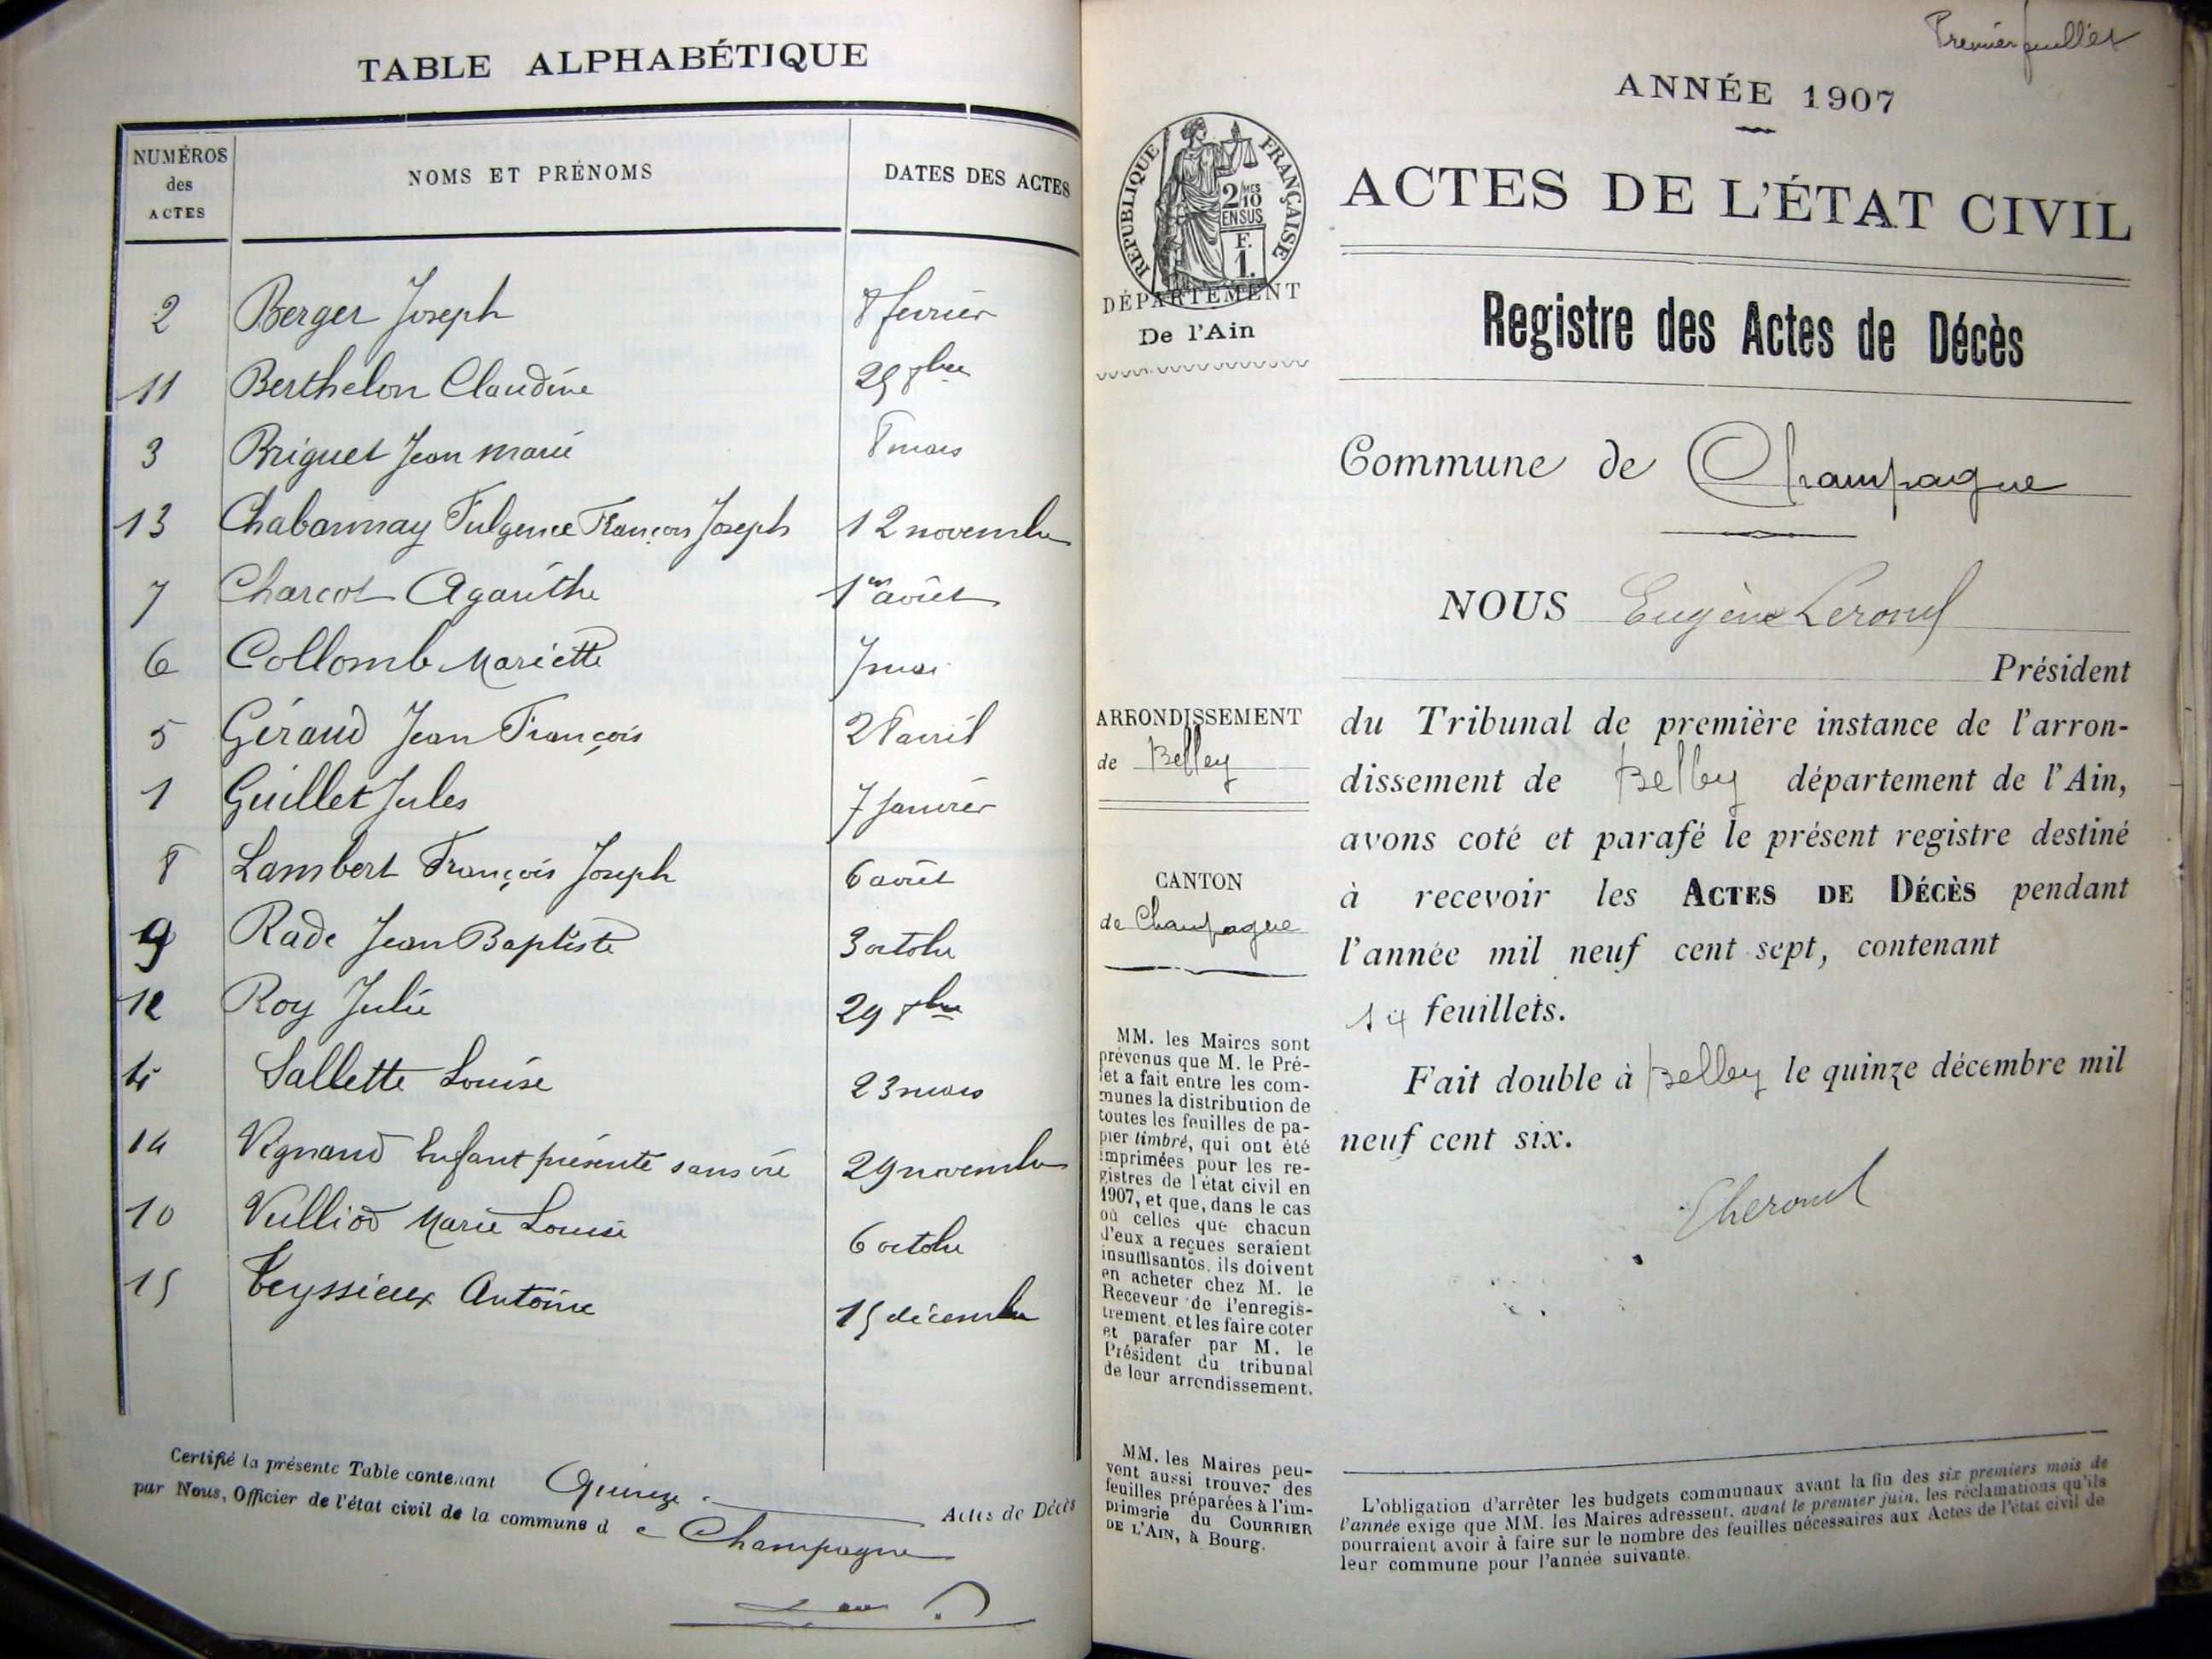 TABLE ALPHABÉTIQUE
NUMÉROS des ACTES NOMS ET PRÉNOMS DATES DES ACTES
2 Berger Joseph 8 février
11 Berthelon Claudine 29 8bre
3 Briguet Jean Marie 8 mars
13 Chabannay Fulgence François Joseph 12 novembre
7 Charcot Agarithe 1er août
6 Collomb Mariette 7 mai
5 Géraud Jean François 28 avril
1 Guillet Jules 7 Janvier
8 Lambert François Joseph 6 août
9 Rade Jean Baptiste 3 octobre
12 Roy Julie 29 8bre
4 Sallette Louise 23 mars
14 Vignand Enfant présenté sans vie 29 novembre
10 Vulliod Marie Louise 6 octobre
15 Teyssieux Antoine 15 décembre
Certifié la présente Table contenant Quinze Actes de Décès
par Nous, Officier de l'état civil de la commune d e Champagne
Premier feuillet
ANNÉE 1907
RÉPUBLIQUE FRANÇAISE
2/10 MES
EN SUS
F.
1.
DÉPARTEMENT
De l'Ain
ACTES DE L'ÉTAT CIVIL
Registre des Actes de Décès
Commune de Champagne
NOUS Eugène
Président
du Tribunal de première instance de l'arron-
dissement de Belley département de l'Ain,
avons coté et parafé le présent registre destiné
à recevoir les ACTES DE DÉCÈS pendant
l'année mil neuf cent sept, contenant
feuillets.
Fait double à Belley le quinze décembre mil
neuf cent six.
ARRONDISSEMENT
de Belley
CANTON
de Champagne
MM. les Maires sont
prévenus que M. le Pré-
fet a fait entre les com-
munes la distribution de
toutes les feuilles de pa-
pier timbré, qui ont été
imprimées pour les re-
gistres de l'état civil en
1907, et que, dans le cas
où celles que chacun
d'eux a reçues seraient
insuffisantes, ils doivent
en acheter chez M. le
Receveur de l'enregis-
trement et les faire coter
et parafer par M. le
Président du tribunal
de leur arrondissement.
MM. les Maires peu-
vent aussi trouver des
feuilles préparées à l'im-
primerie du COURRIER
DE L'AIN, à Bourg.
L'obligation d'arrêter les budgets communaux avant la fin des six premiers mois de
l'année exige que MM. les Maires adressent, avant le premier juin, les réclamations qu'ils
pourraient avoir à faire sur le nombre des feuilles nécessaires aux Actes de l'état civil de
leur commune pour l'année suivante.